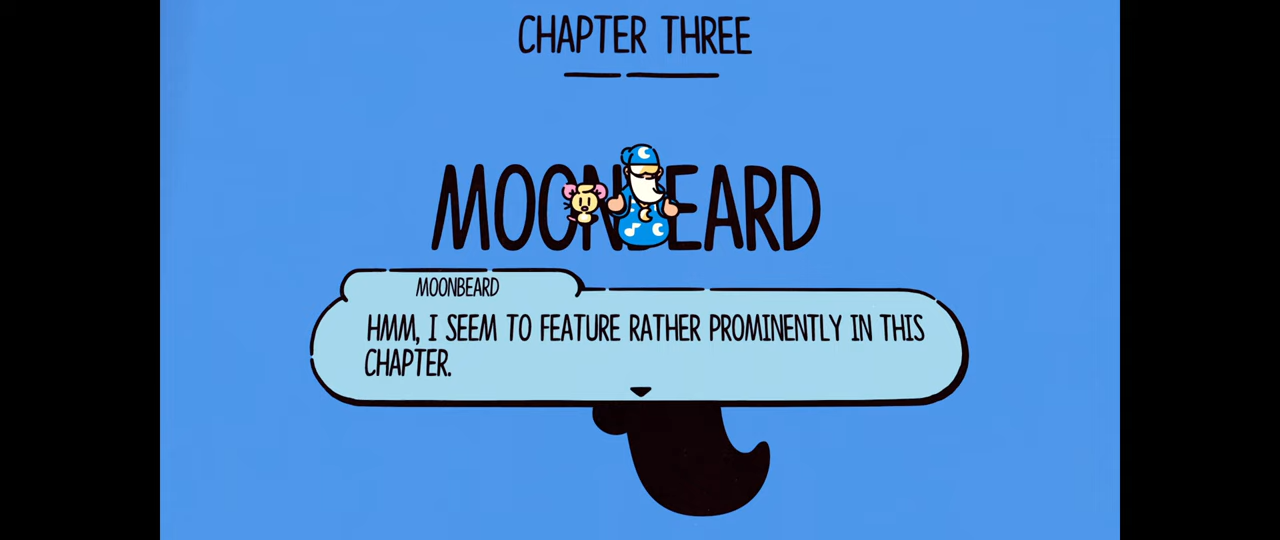 CHAPTER THREE
MOONBEARD
MOONBEARD
HMM, I SEEM TO FEATURE RATHER PROMINENTLY IN THIS
CHAPTER.